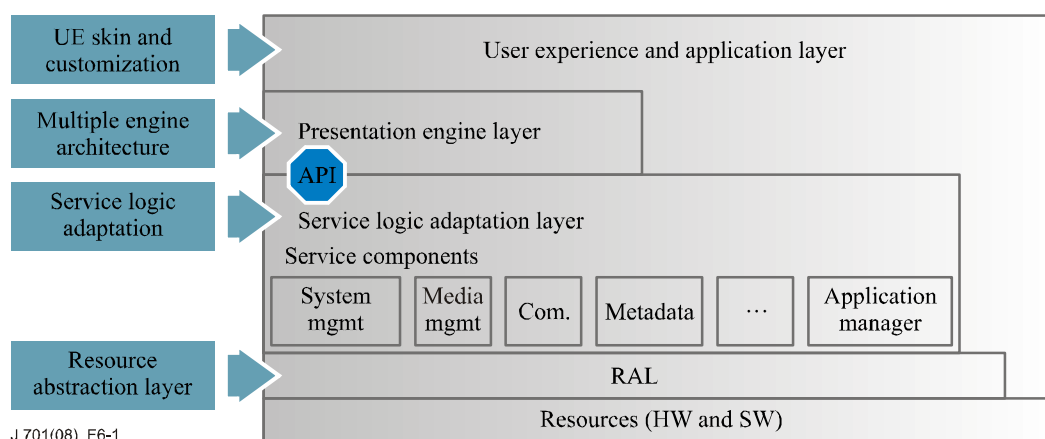 UE skin and
customization
User experience and application layer
Multiple engine
architecture
Presentation engine layer
API
Service logic
adaptation
Service logic adaptation layer
Service components
System
mgmt
Media
mgmt
Com.
Metadata
…
Application
manager
Resource
abstraction layer
RAL
Resources (HW and SW)
J.701(08)_F6-1